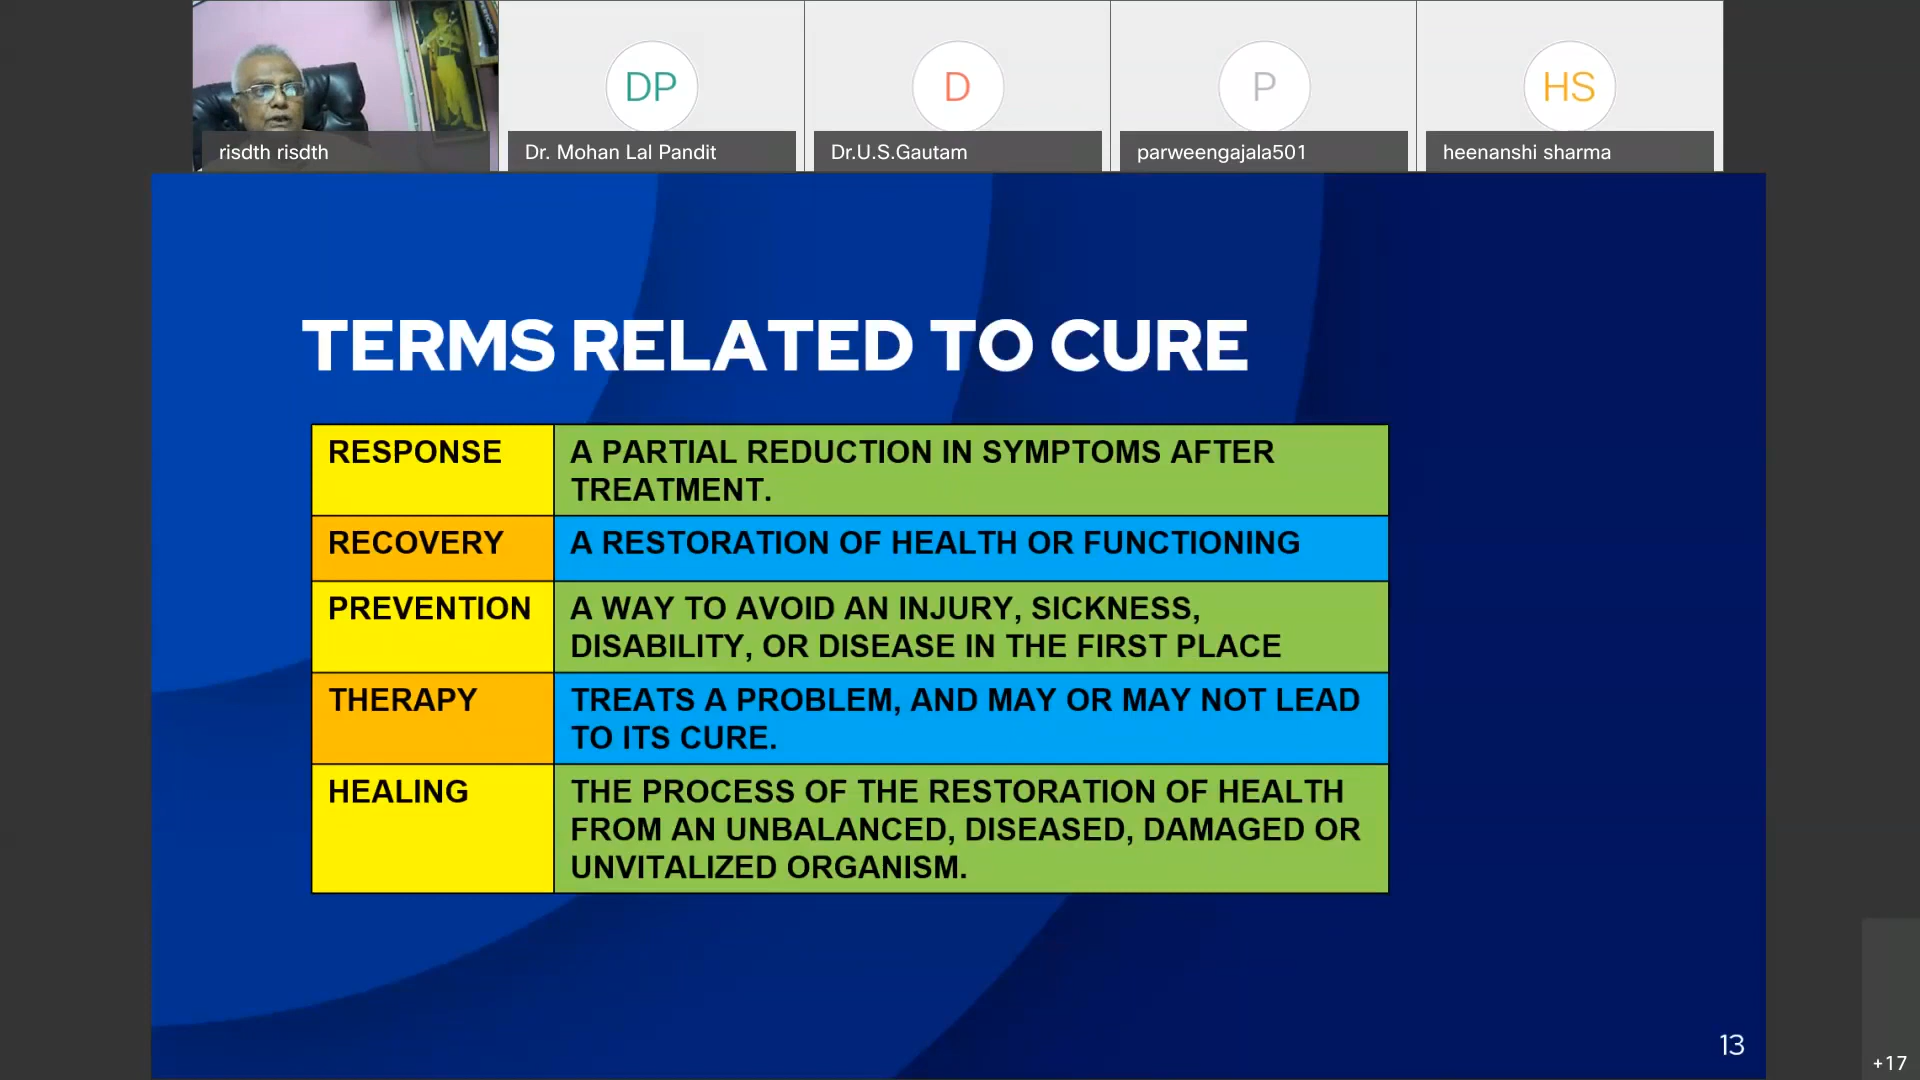 DP
D
P
HS
risdth risdth
Dr. Mohan Lal Pandit
Dr.U.S.Gautam
parweengajala501
heenanshi sharma
TERMS RELATED TO CURE
RESPONSE
A PARTIAL REDUCTION IN SYMPTOMS AFTER
TREATMENT.
RECOVERY
A RESTORATION OF HEALTH OR FUNCTIONING
PREVENTION
A WAY TO AVOID AN INJURY, SICKNESS,
DISABILITY, OR DISEASE IN THE FIRST PLACE
THERAPY
TREATS A PROBLEM, AND MAY OR MAY NOT LEAD
TO ITS CURE.
HEALING
THE PROCESS OF THE RESTORATION OF HEALTH
FROM AN UNBALANCED, DISEASED, DAMAGED OR
UNVITALIZED ORGANISM.
13
+17